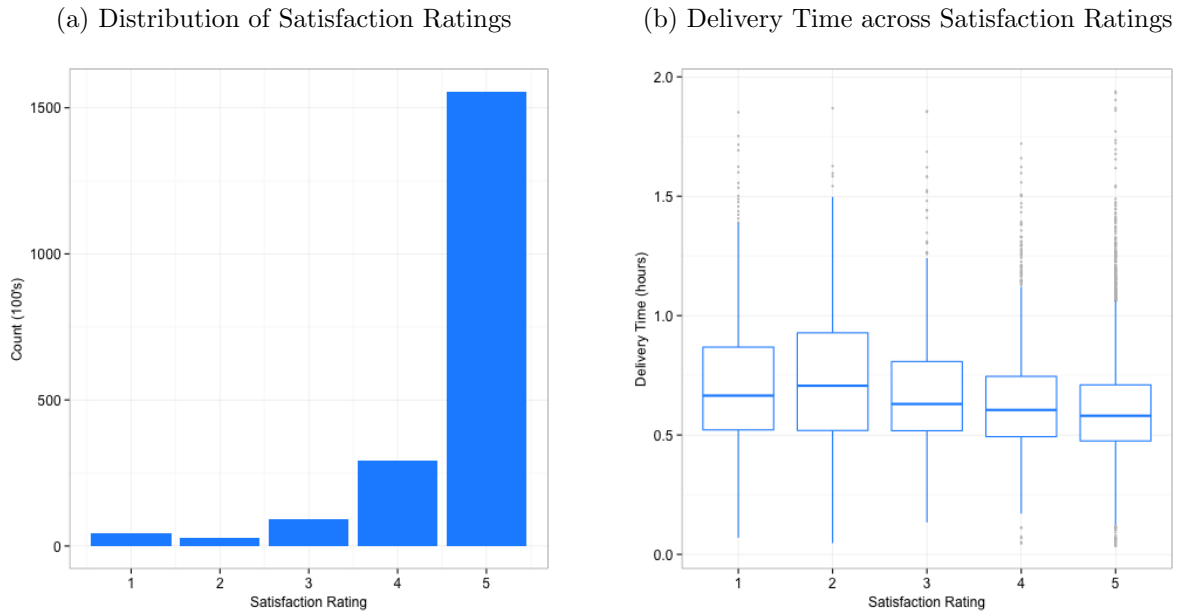 (a) Distribution of Satisfaction Ratings
1500
1000
500
0
Count (100's)
1 2 3 4 5
Satisfaction Rating
(b) Delivery Time across Satisfaction Ratings
2.0
1.5
1.0
0.5
0.0
Delivery Time (hours)
1 2 3 4 5
Satisfaction Rating